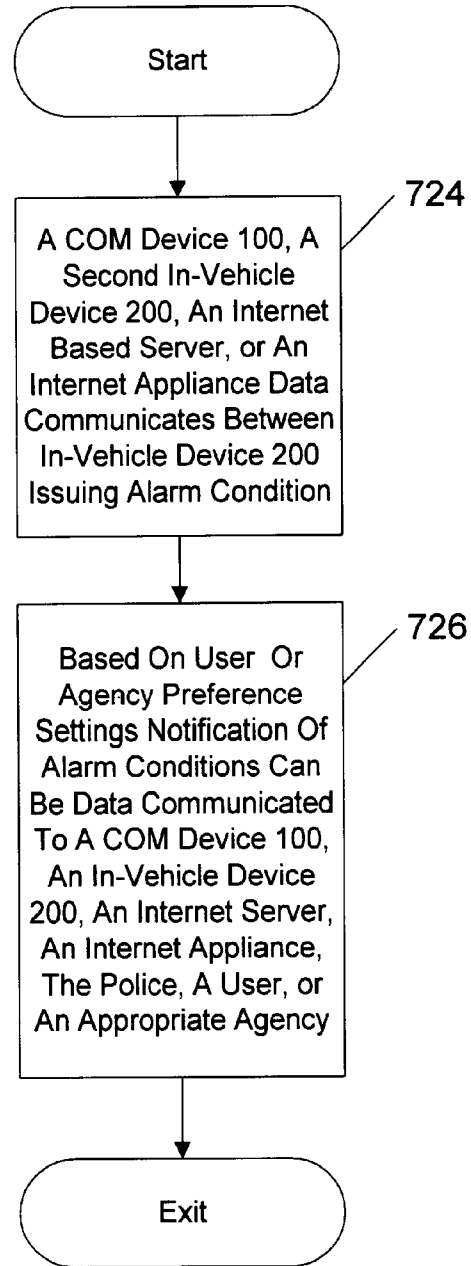 Start
724
A COM Device 100, A
Second In-Vehicle
Device 200, An Internet
Based Server, or An
Internet Appliance Data
Communicates Between
In-Vehicle Device 200
Issuing Alarm Condition
726
Based On User Or
Agency Preference
Settings Notification Of
Alarm Conditions Can
Be Data Communicated
To A COM Device 100,
An In-Vehicle Device
200, An Internet Server,
An Internet Appliance,
The Police, A User, or
An Appropriate Agency
Exit